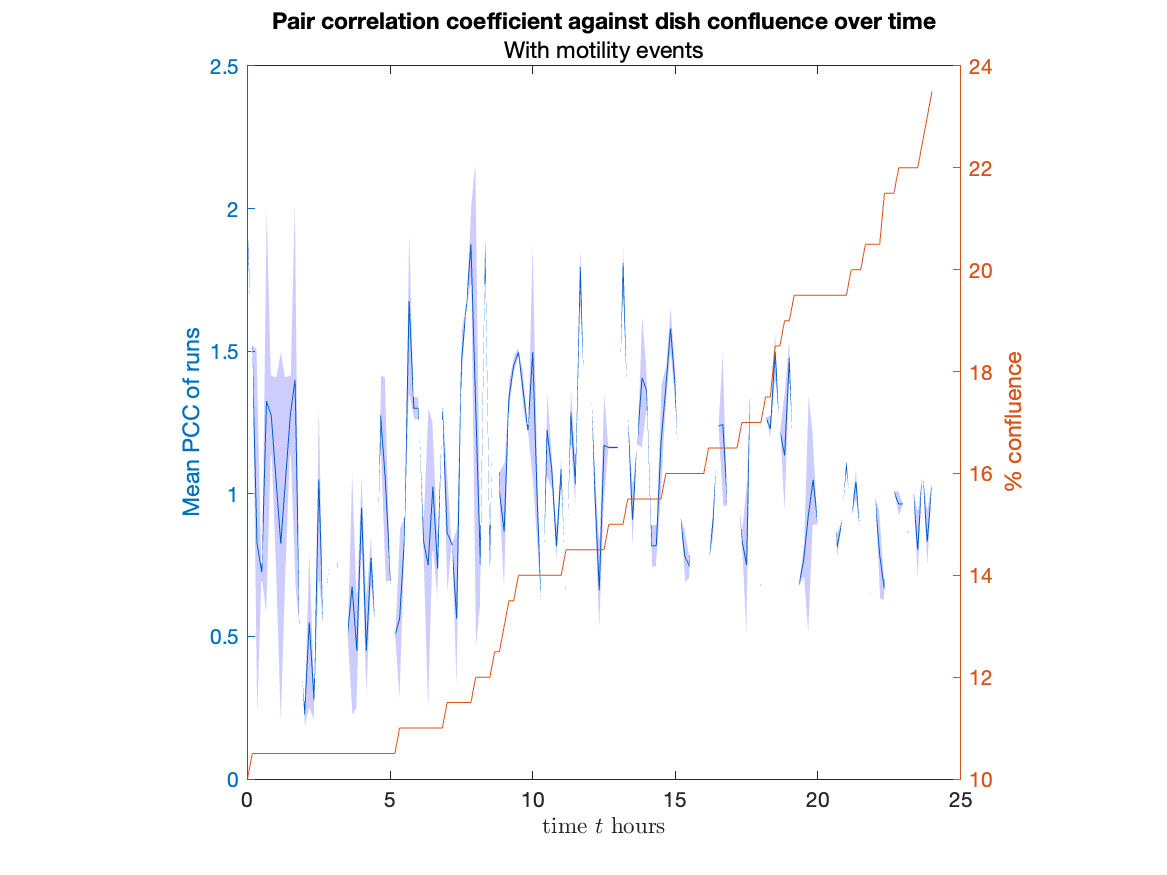 Pair correlation coefficient against dish confluence over time
With motility events
2.5
2
1.5
1
0.5
0
Mean PCC of runs
24
22
20
18
16
14
12
10
% confluence
0 5 10 15 20 25
time t hours